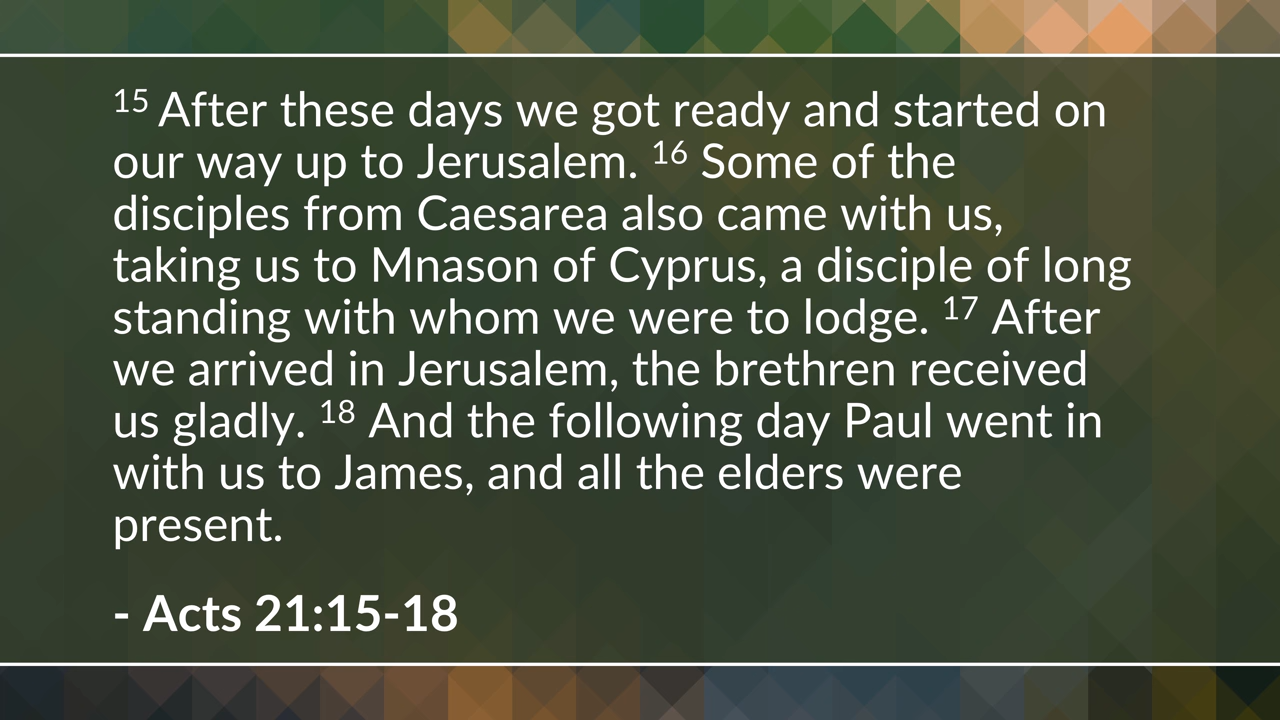 15 After these days we got ready and started on
our way up to Jerusalem. 16 Some of the
disciples from Caesarea also came with us,
taking us to Mnason of Cyprus, a disciple of long
standing with whom we were to lodge. 17 After
we arrived in Jerusalem, the brethren received
us gladly. 18 And the following day Paul went in
with us to James, and all the elders were
present.
- Acts 21:15-18